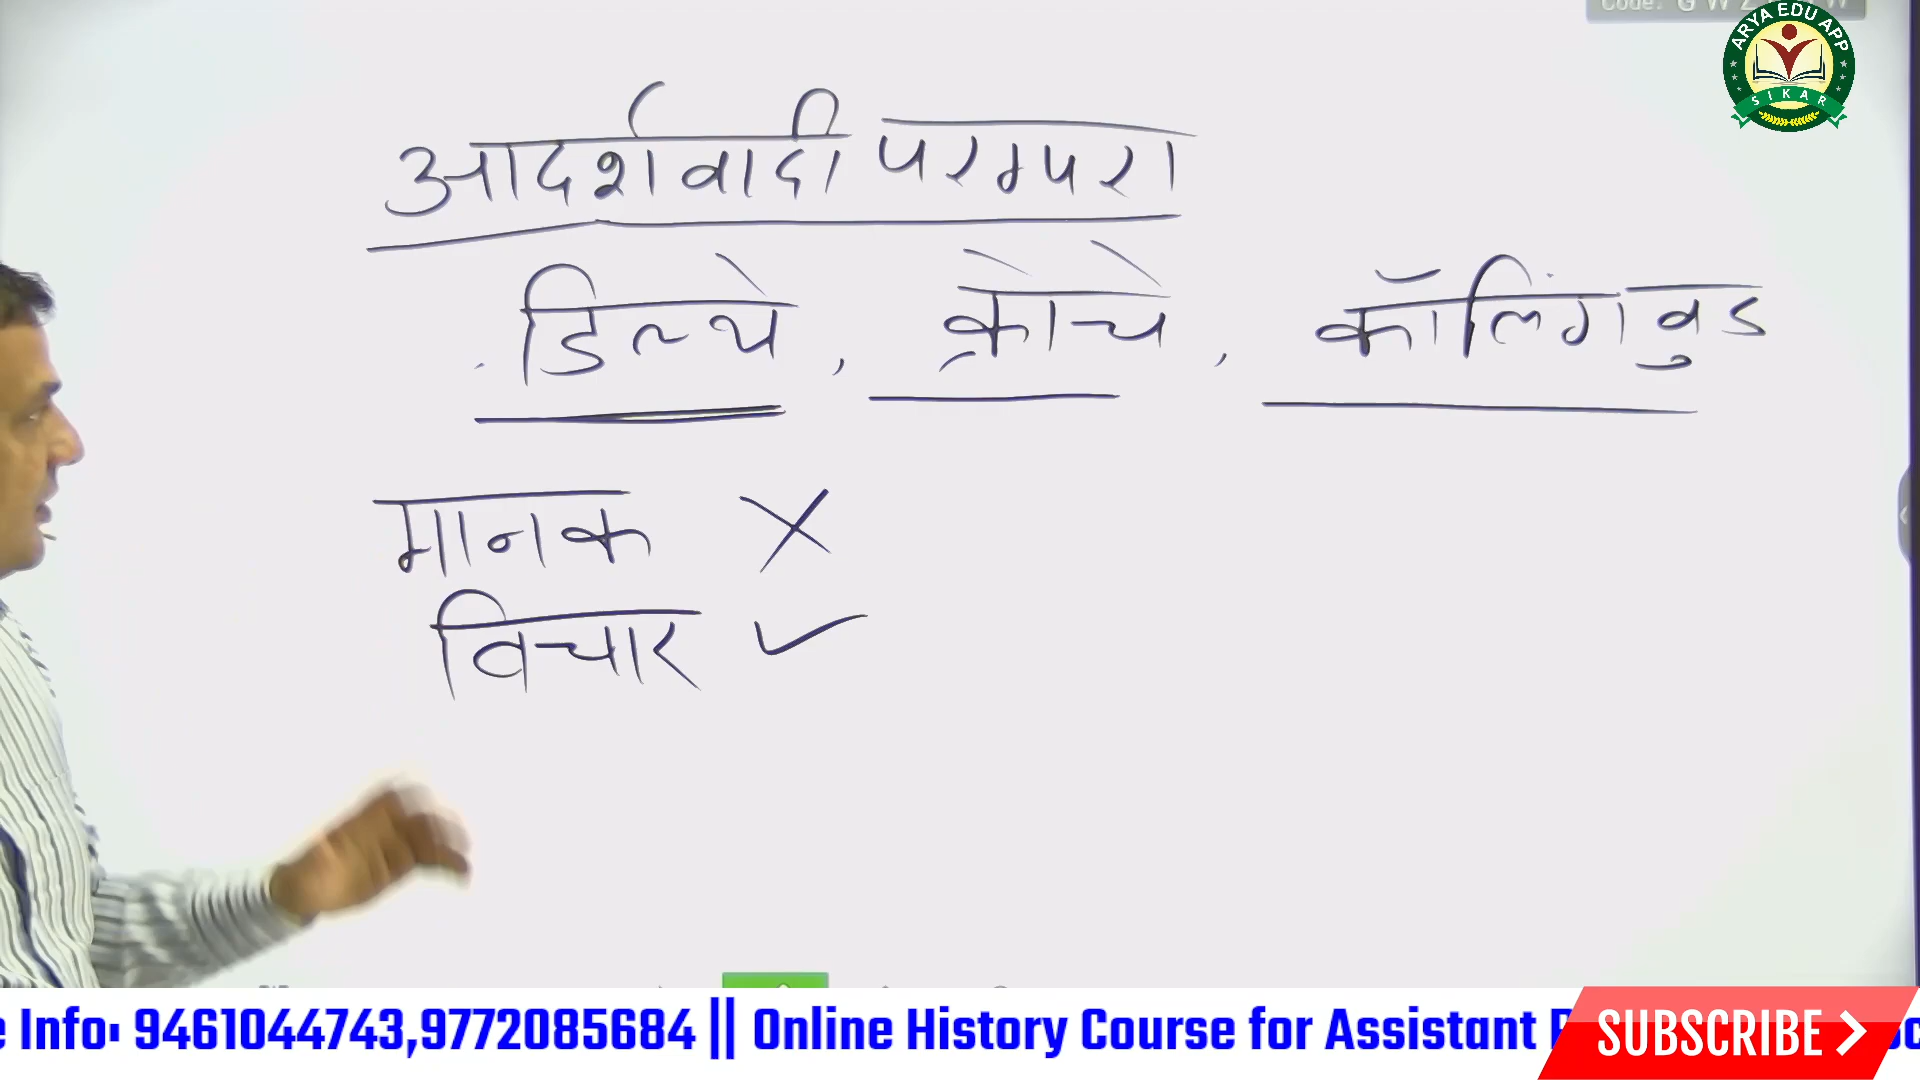 ARYA EDU APP
SIKAR
आदर्शवादी परम्परा
डिल्थे, क्रोचे, कॉलिंगवुड
मानक X
विचार ✓
Info: 9461044743,9772085684 || Online History Course for Assistant
SUBSCRIBE